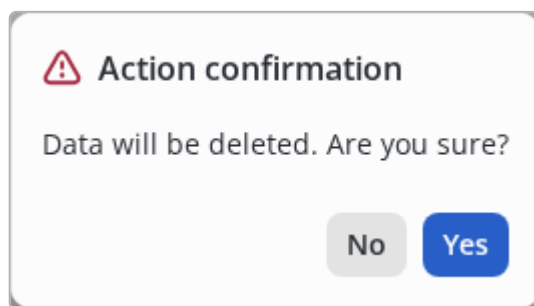 Action confirmation
Data will be deleted. Are you sure?
No Yes